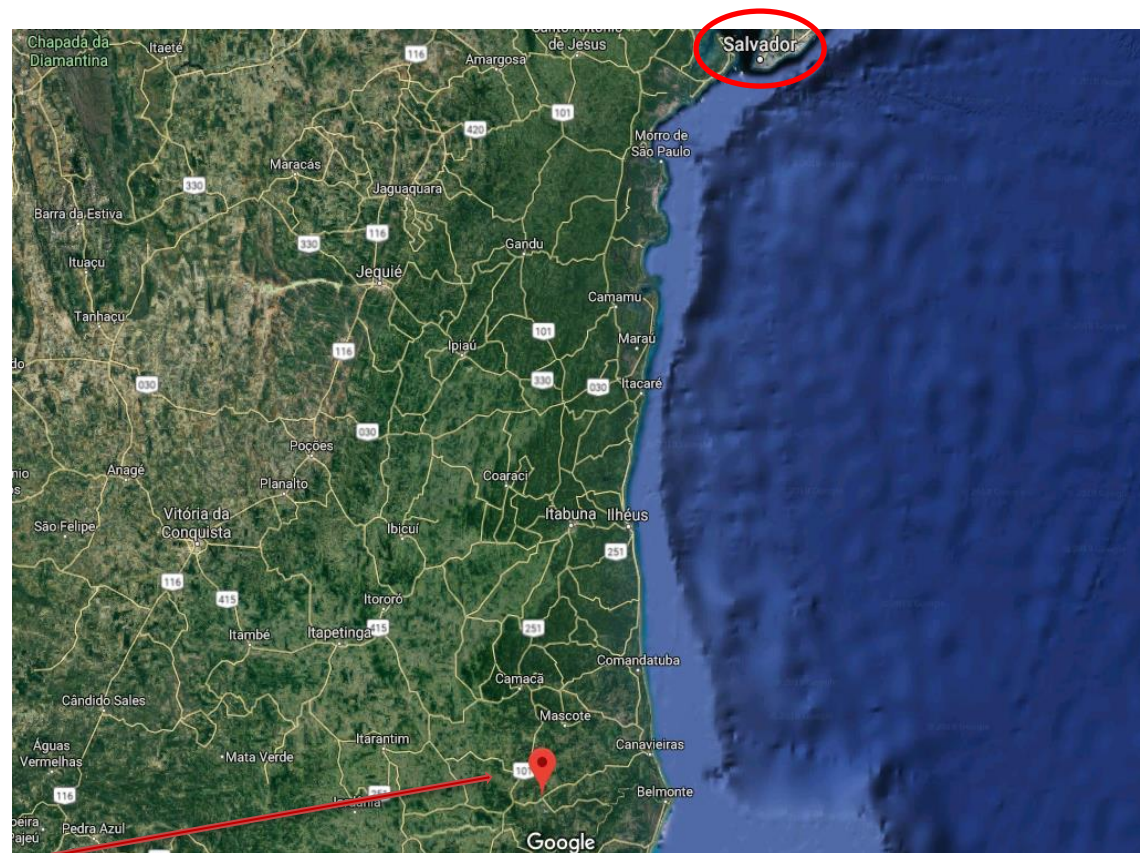 Chapada da
Diamantina
Itaeté
116
Amargosa
de Jesus
Salvador
101
420
Morro de
São Paulo
Maracás
330
Jaguaquara
Barra da Estiva
116
330
Gandu
Ituaçu
Jequié
Camamu
Tanhaçu
101
Maraú
Ipiaú
116
030
330
030
Itacaré
030
Poções
Anagé
Planalto
Coaraci
Vitória da
Conquista
Itabuna
Ilhéus
São Felipe
Ibicuí
251
116
415
Itororó
Itambé
Itapetinga
415
251
Comandatuba
Camacã
Cândido Sales
Mascote
Águas
Vermelhas
Mata Verde
Itarantim
Canavieiras
101
116
Belmonte
Pedra Azul
Google